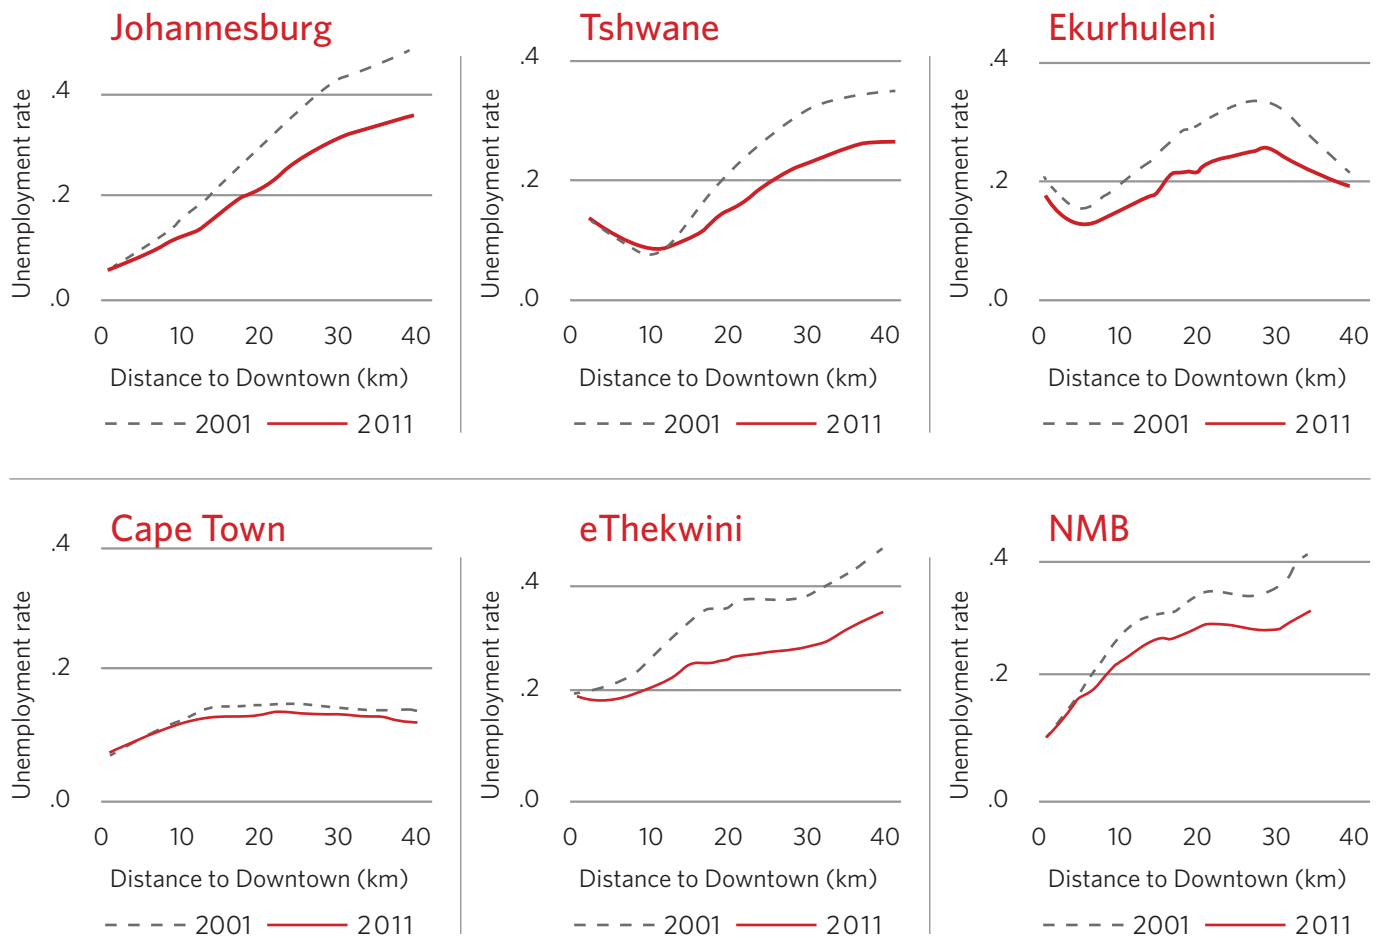 Johannesburg
Unemployment rate
.4
.2
.0
0 10 20 30 40
Distance to Downtown (km)
2001 2011
Tshwane
Unemployment rate
.4
.2
.0
0 10 20 30 40
Distance to Downtown (km)
2001 2011
Ekurhuleni
Unemployment rate
.4
.2
.0
0 10 20 30 40
Distance to Downtown (km)
2001 2011
Cape Town
Unemployment rate
.4
.2
.0
0 10 20 30 40
Distance to Downtown (km)
2001 2011
eThekwini
Unemployment rate
.4
.2
.0
0 10 20 30 40
Distance to Downtown (km)
2001 2011
NMB
Unemployment rate
.4
.2
.0
0 10 20 30 40
Distance to Downtown (km)
2001 2011